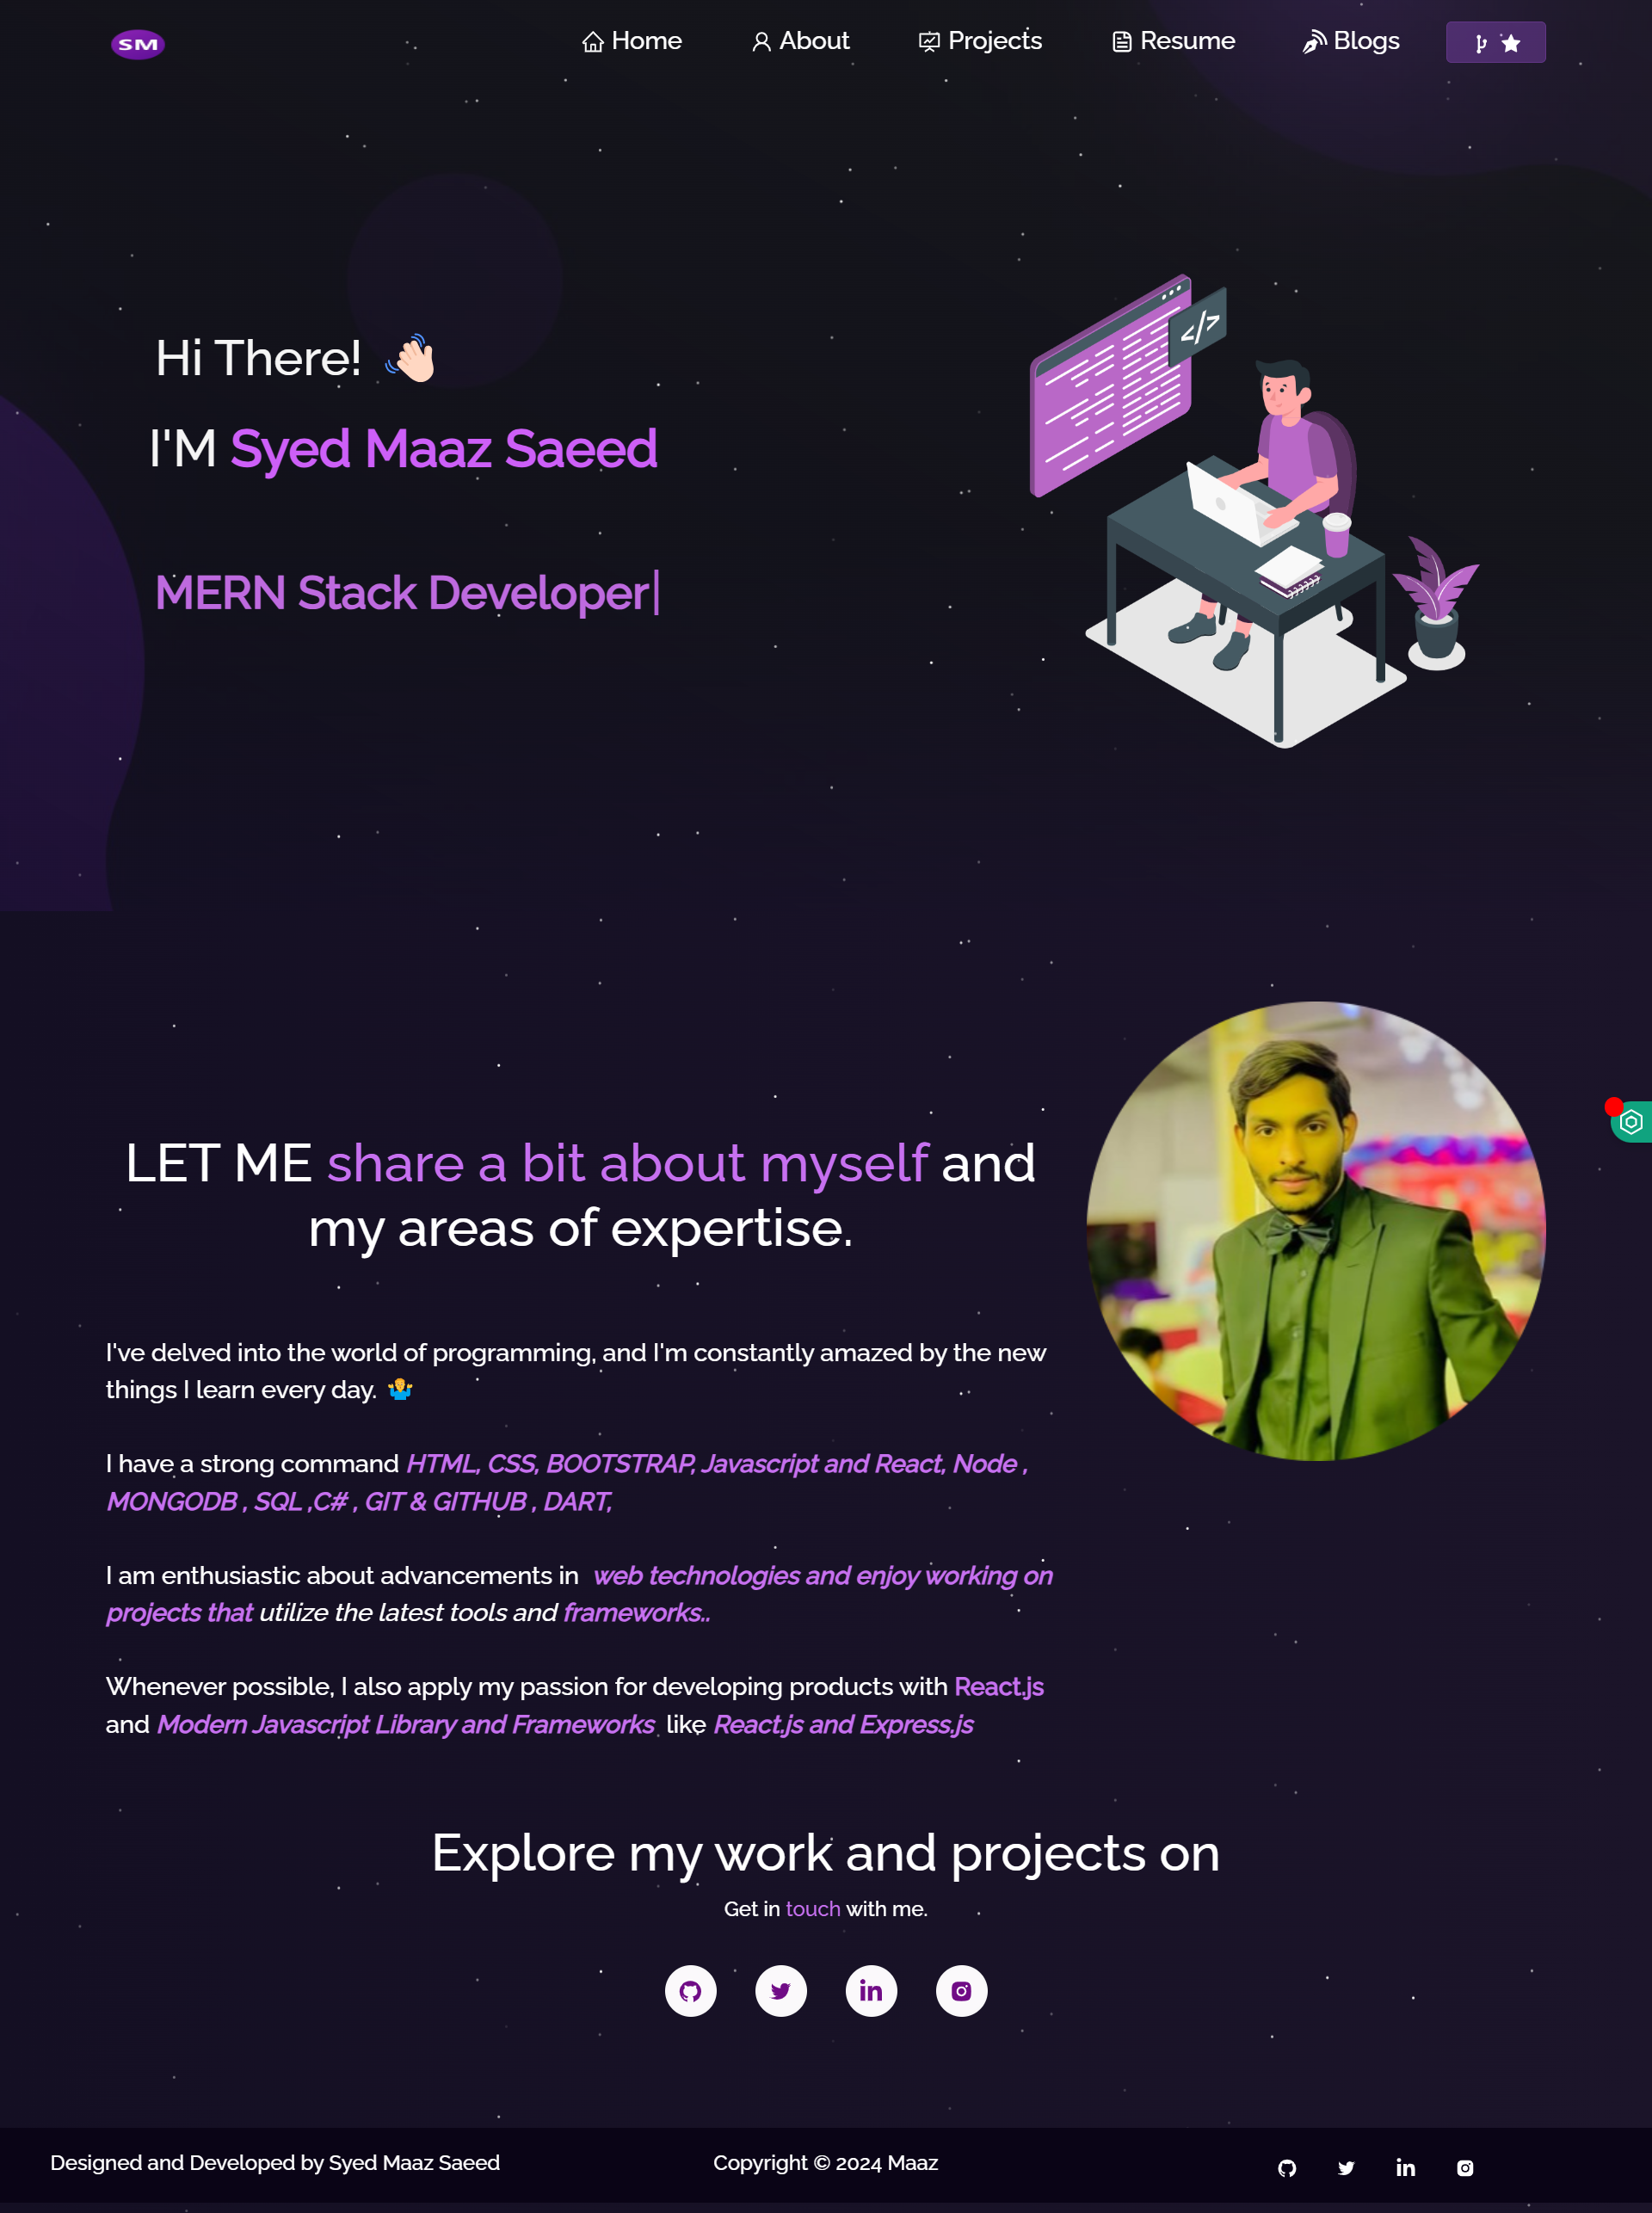 SM
Home
About
Projects
Resume
Blogs
Hi There! 👋🏻
</>
I'M Syed Maaz Saeed
MERN Stack Developer|
LET ME share a bit about myself and
my areas of expertise.
I've delved into the world of programming, and I'm constantly amazed by the new
things I learn every day. 🤷‍♂️
I have a strong command HTML, CSS, BOOTSTRAP, Javascript and React, Node ,
MONGODB , SQL ,C# , GIT & GITHUB , DART,
I am enthusiastic about advancements in web technologies and enjoy working on
projects that utilize the latest tools and frameworks..
Whenever possible, I also apply my passion for developing products with React.js
and Modern Javascript Library and Frameworks like React.js and Express.js
Explore my work and projects on
Get in touch with me.
Designed and Developed by Syed Maaz Saeed
Copyright © 2024 Maaz